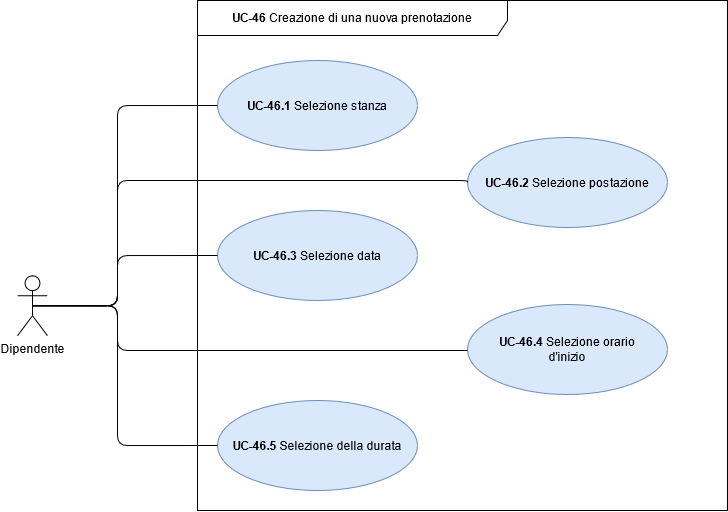 UC-46 Creazione di una nuova prenotazione
UC-46.1 Selezione stanza
UC-46.2 Selezione postazione
UC-46.3 Selezione data
Dipendente
UC-46.4 Selezione orario
d'inizio
UC-46.5 Selezione della durata